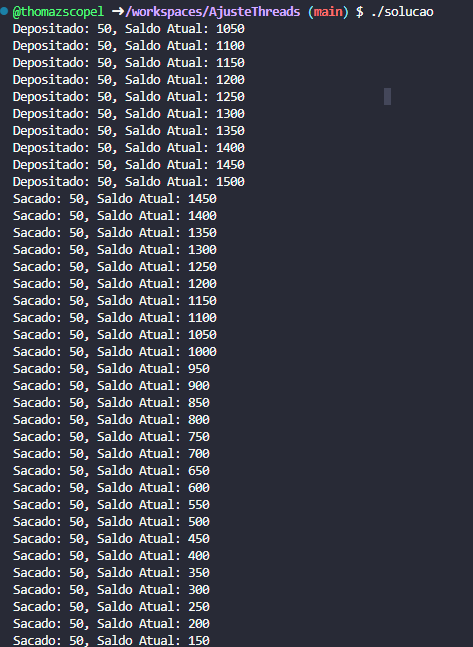 @thomazscopel ➜/workspaces/AjusteThreads (main) $ ./solucao
Depositado: 50, Saldo Atual: 1050
Depositado: 50, Saldo Atual: 1100
Depositado: 50, Saldo Atual: 1150
Depositado: 50, Saldo Atual: 1200
Depositado: 50, Saldo Atual: 1250
Depositado: 50, Saldo Atual: 1300
Depositado: 50, Saldo Atual: 1350
Depositado: 50, Saldo Atual: 1400
Depositado: 50, Saldo Atual: 1450
Depositado: 50, Saldo Atual: 1500
Sacado: 50, Saldo Atual: 1450
Sacado: 50, Saldo Atual: 1400
Sacado: 50, Saldo Atual: 1350
Sacado: 50, Saldo Atual: 1300
Sacado: 50, Saldo Atual: 1250
Sacado: 50, Saldo Atual: 1200
Sacado: 50, Saldo Atual: 1150
Sacado: 50, Saldo Atual: 1100
Sacado: 50, Saldo Atual: 1050
Sacado: 50, Saldo Atual: 1000
Sacado: 50, Saldo Atual: 950
Sacado: 50, Saldo Atual: 900
Sacado: 50, Saldo Atual: 850
Sacado: 50, Saldo Atual: 800
Sacado: 50, Saldo Atual: 750
Sacado: 50, Saldo Atual: 700
Sacado: 50, Saldo Atual: 650
Sacado: 50, Saldo Atual: 600
Sacado: 50, Saldo Atual: 550
Sacado: 50, Saldo Atual: 500
Sacado: 50, Saldo Atual: 450
Sacado: 50, Saldo Atual: 400
Sacado: 50, Saldo Atual: 350
Sacado: 50, Saldo Atual: 300
Sacado: 50, Saldo Atual: 250
Sacado: 50, Saldo Atual: 200
Sacado: 50, Saldo Atual: 150